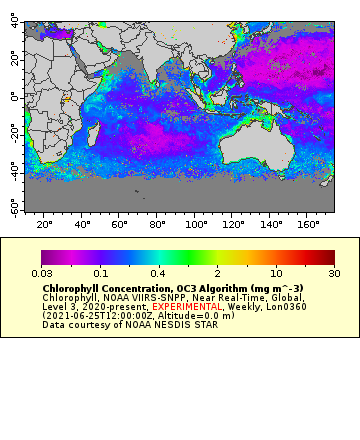 40°
20°
0°
-20°
-40°
-60°
20° 40° 60° 80° 100° 120° 140° 160°
0.03 0.1 0.4 1 2 10 30
Chlorophyll Concentration, OC3 Algorithm (mg m^-3)
Chlorophyll, NOAA VIIRS-SNPP, Near Real-Time, Global,
Level 3, 2020-present, EXPERIMENTAL, Weekly, Lon0360
(2021-06-25T12:00:00Z, Altitude=0.0 m)
Data courtesy of NOAA NESDIS STAR